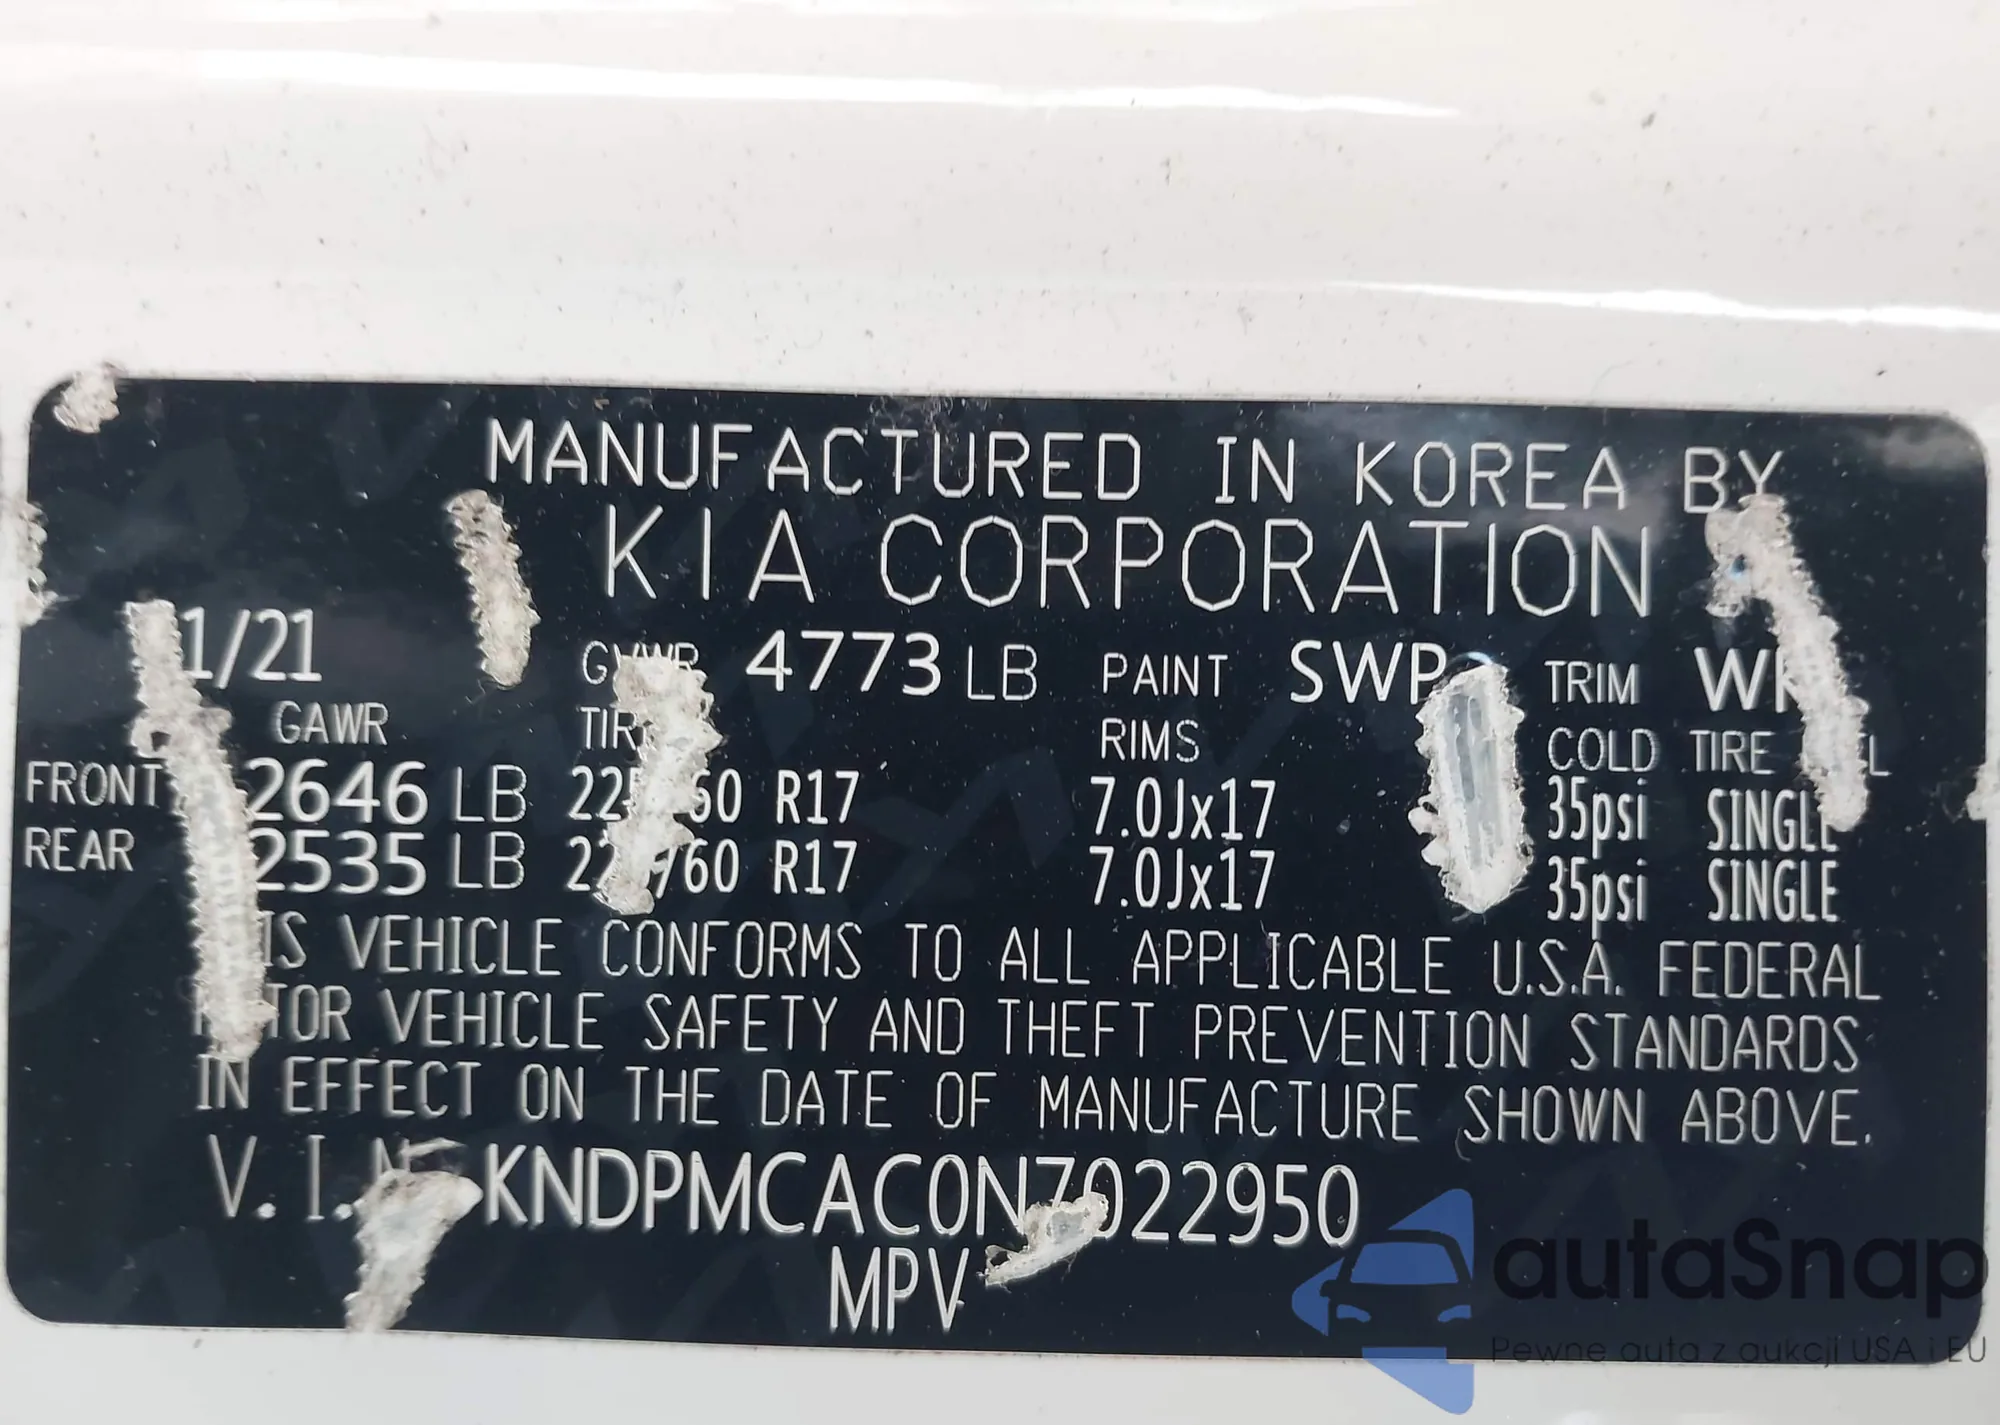 MANUFACTURED IN KOREA BY
KIA CORPORATION
1/21 GVWR 4773 LB PAINT SWP TRIM
GAWR RIMS COLD TIRE
FRONT 2646 LB R17 7.0Jx17 35psi SINGLE
REAR 2535 LB R17 7.0Jx17 35psi SINGLE
VEHICLE CONFORMS TO ALL APPLICABLE U.S.A. FEDERAL
VEHICLE SAFETY AND THEFT PREVENTION STANDARDS
IN EFFECT ON THE DATE OF MANUFACTURE SHOWN ABOVE.
V.I.N KNDPMCAC0N7022950
MPV
autaSnap
Pewne auta z aukcji USA i EU